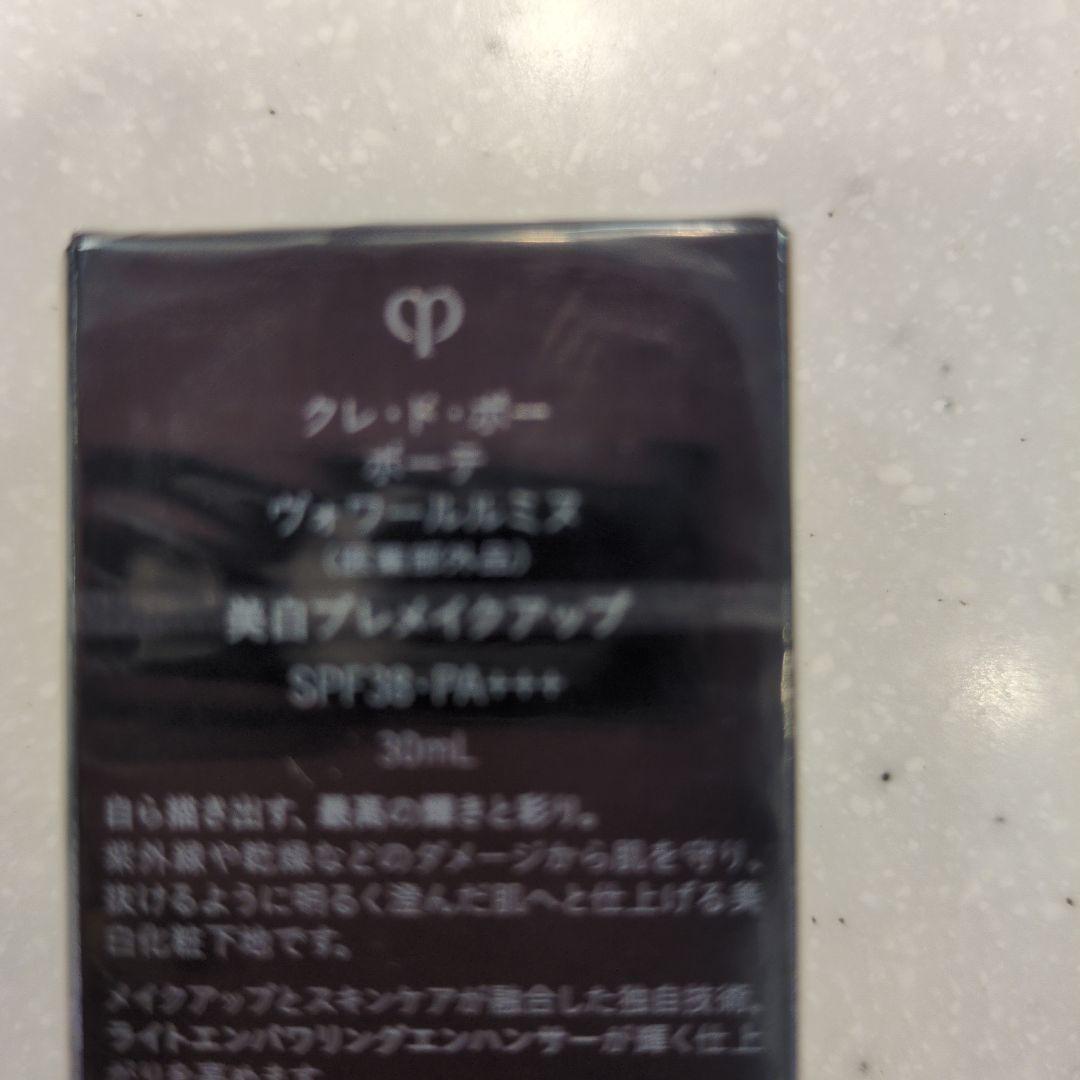 クレ・ド・ポー
ボーテ
ヴォワールルミヌ
(医薬部外品)
美白プレメイクアップ
SPF38・PA+++
30mL
自ら描き出す、最高の輝きと彩り。
紫外線や乾燥などのダメージから肌を守り、
抜けるように明るく澄んだ肌へと仕上げる美
白化粧下地です。
メイクアップとスキンケアが融合した独自技術、
ライトエンパワリングエンハンサーが輝く仕上
がりを高めます